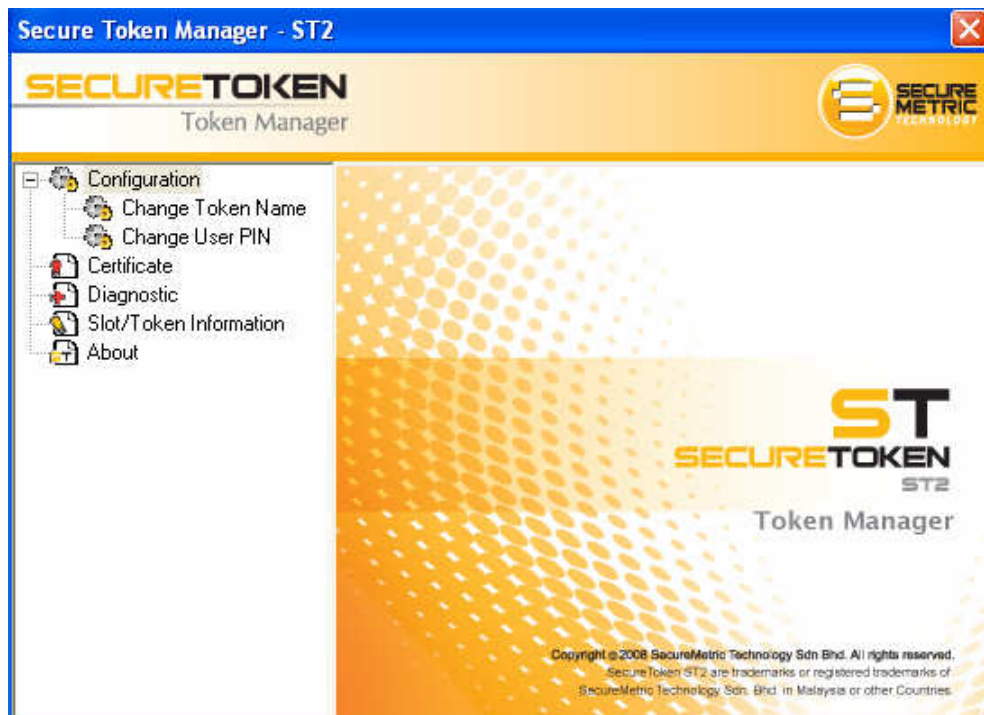 Secure Token Manager - ST2
SECURETOKEN
Token Manager
SECURE
METRIC
TECHNOLOGY
Configuration
Change Token Name
Change User PIN
Certificate
Diagnostic
Slot/Token Information
About
ST
SECURETOKEN
ST2
Token Manager
Copyright © 2008 SecureMetric Technology Sdn Bhd. All rights reserved.
SecureToken ST2 are trademarks or registered trademarks of
SecureMetric Technology Sdn. Bhd. in Malaysia or other Countries.